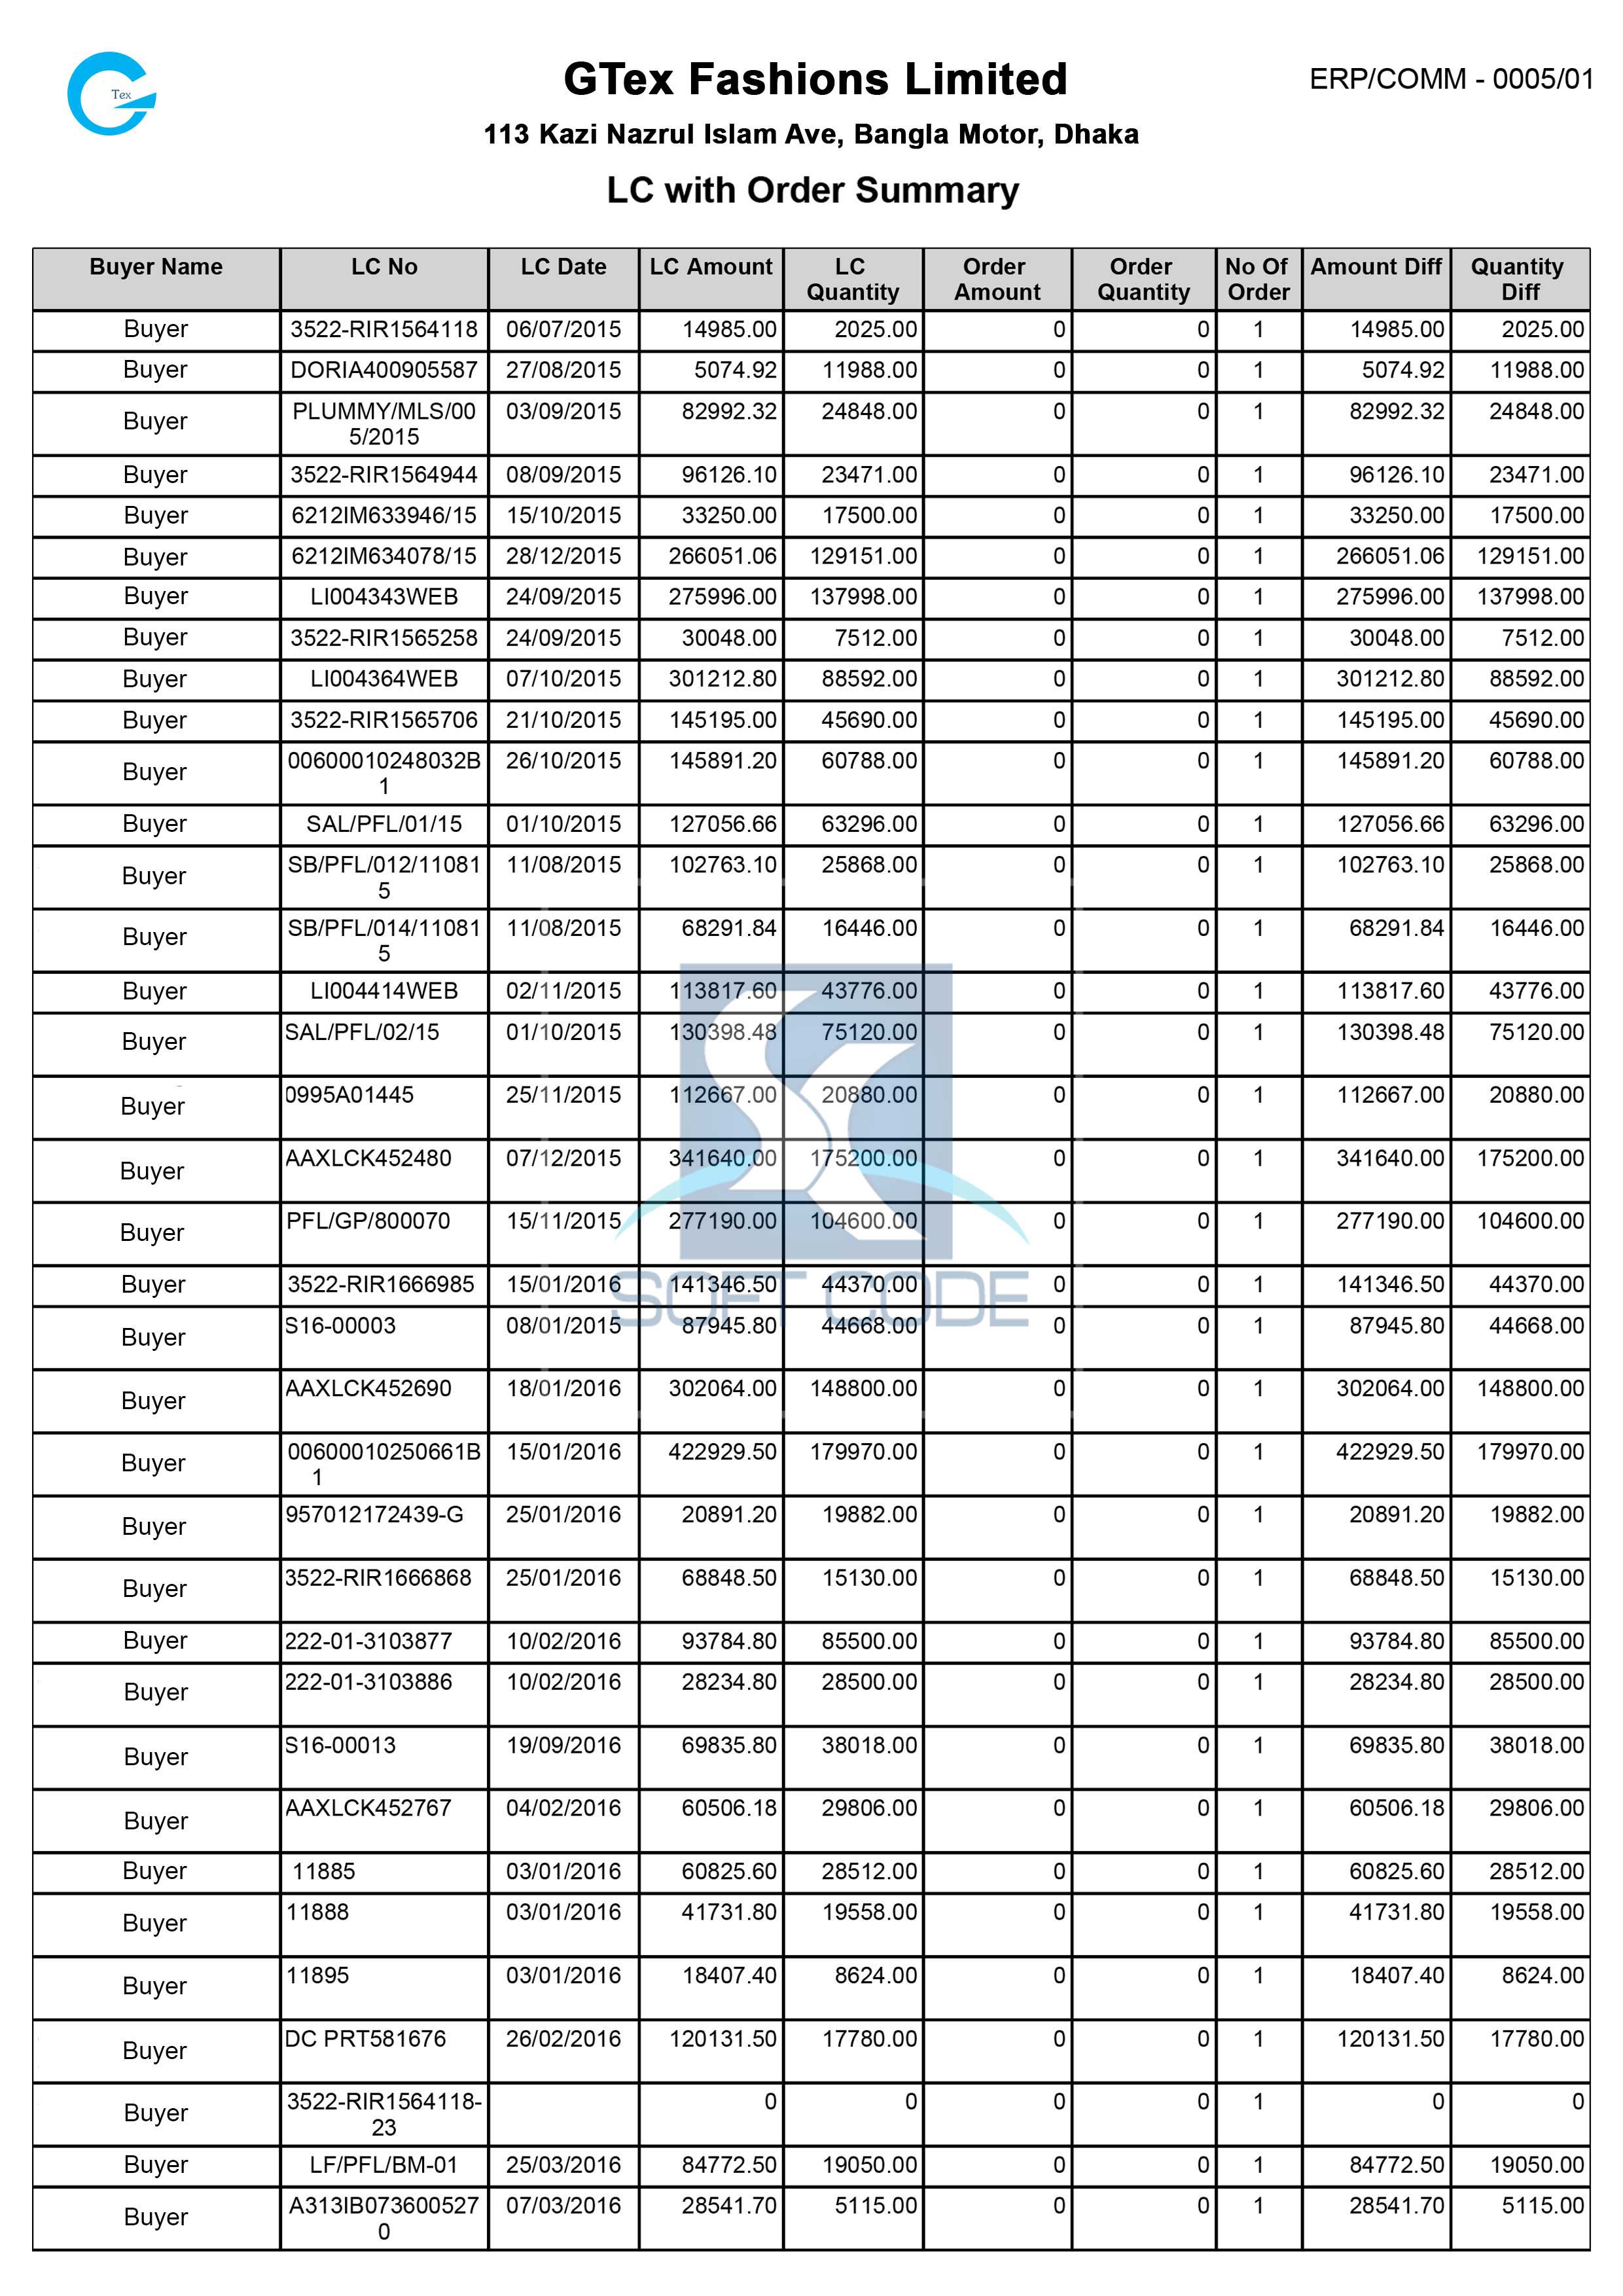 Tex
GTex Fashions Limited
ERP/COMM - 0005/01
113 Kazi Nazrul Islam Ave, Bangla Motor, Dhaka
LC with Order Summary
Buyer Name LC No LC Date LC Amount LC Quantity Order Amount Order Quantity No Of Order Amount Diff Quantity Diff
Buyer 3522-RIR1564118 06/07/2015 14985.00 2025.00 0 0 1 14985.00 2025.00
Buyer DORIA400905587 27/08/2015 5074.92 11988.00 0 0 1 5074.92 11988.00
Buyer PLUMMY/MLS/00 5/2015 03/09/2015 82992.32 24848.00 0 0 1 82992.32 24848.00
Buyer 3522-RIR1564944 08/09/2015 96126.10 23471.00 0 0 1 96126.10 23471.00
Buyer 6212IM633946/15 15/10/2015 33250.00 17500.00 0 0 1 33250.00 17500.00
Buyer 6212IM634078/15 28/12/2015 266051.06 129151.00 0 0 1 266051.06 129151.00
Buyer LI004343WEB 24/09/2015 275996.00 137998.00 0 0 1 275996.00 137998.00
Buyer 3522-RIR1565258 24/09/2015 30048.00 7512.00 0 0 1 30048.00 7512.00
Buyer LI004364WEB 07/10/2015 301212.80 88592.00 0 0 1 301212.80 88592.00
Buyer 3522-RIR1565706 21/10/2015 145195.00 45690.00 0 0 1 145195.00 45690.00
Buyer 00600010248032B 1 26/10/2015 145891.20 60788.00 0 0 1 145891.20 60788.00
Buyer SAL/PFL/01/15 01/10/2015 127056.66 63296.00 0 0 1 127056.66 63296.00
Buyer SB/PFL/012/11081 5 11/08/2015 102763.10 25868.00 0 0 1 102763.10 25868.00
Buyer SB/PFL/014/11081 5 11/08/2015 68291.84 16446.00 0 0 1 68291.84 16446.00
Buyer LI004414WEB 02/11/2015 113817.60 43776.00 0 0 1 113817.60 43776.00
Buyer SAL/PFL/02/15 01/10/2015 130398.48 75120.00 0 0 1 130398.48 75120.00
Buyer 0995A01445 25/11/2015 112667.00 20880.00 0 0 1 112667.00 20880.00
Buyer AAXLCK452480 07/12/2015 341640.00 175200.00 0 0 1 341640.00 175200.00
Buyer PFL/GP/800070 15/11/2015 277190.00 104600.00 0 0 1 277190.00 104600.00
Buyer 3522-RIR1666985 15/01/2016 141346.50 44370.00 0 0 1 141346.50 44370.00
SOFT CODE
Buyer S16-00003 08/01/2015 87945.80 44668.00 0 0 1 87945.80 44668.00
Buyer AAXLCK452690 18/01/2016 302064.00 148800.00 0 0 1 302064.00 148800.00
Buyer 00600010250661B 1 15/01/2016 422929.50 179970.00 0 0 1 422929.50 179970.00
Buyer 957012172439-G 25/01/2016 20891.20 19882.00 0 0 1 20891.20 19882.00
Buyer 3522-RIR1666868 25/01/2016 68848.50 15130.00 0 0 1 68848.50 15130.00
Buyer 222-01-3103877 10/02/2016 93784.80 85500.00 0 0 1 93784.80 85500.00
Buyer 222-01-3103886 10/02/2016 28234.80 28500.00 0 0 1 28234.80 28500.00
Buyer S16-00013 19/09/2016 69835.80 38018.00 0 0 1 69835.80 38018.00
Buyer AAXLCK452767 04/02/2016 60506.18 29806.00 0 0 1 60506.18 29806.00
Buyer 11885 03/01/2016 60825.60 28512.00 0 0 1 60825.60 28512.00
Buyer 11888 03/01/2016 41731.80 19558.00 0 0 1 41731.80 19558.00
Buyer 11895 03/01/2016 18407.40 8624.00 0 0 1 18407.40 8624.00
Buyer DC PRT581676 26/02/2016 120131.50 17780.00 0 0 1 120131.50 17780.00
Buyer 3522-RIR1564118- 23 0 0 0 0 1 0 0
Buyer LF/PFL/BM-01 25/03/2016 84772.50 19050.00 0 0 1 84772.50 19050.00
Buyer A313IB073600527 0 07/03/2016 28541.70 5115.00 0 0 1 28541.70 5115.00